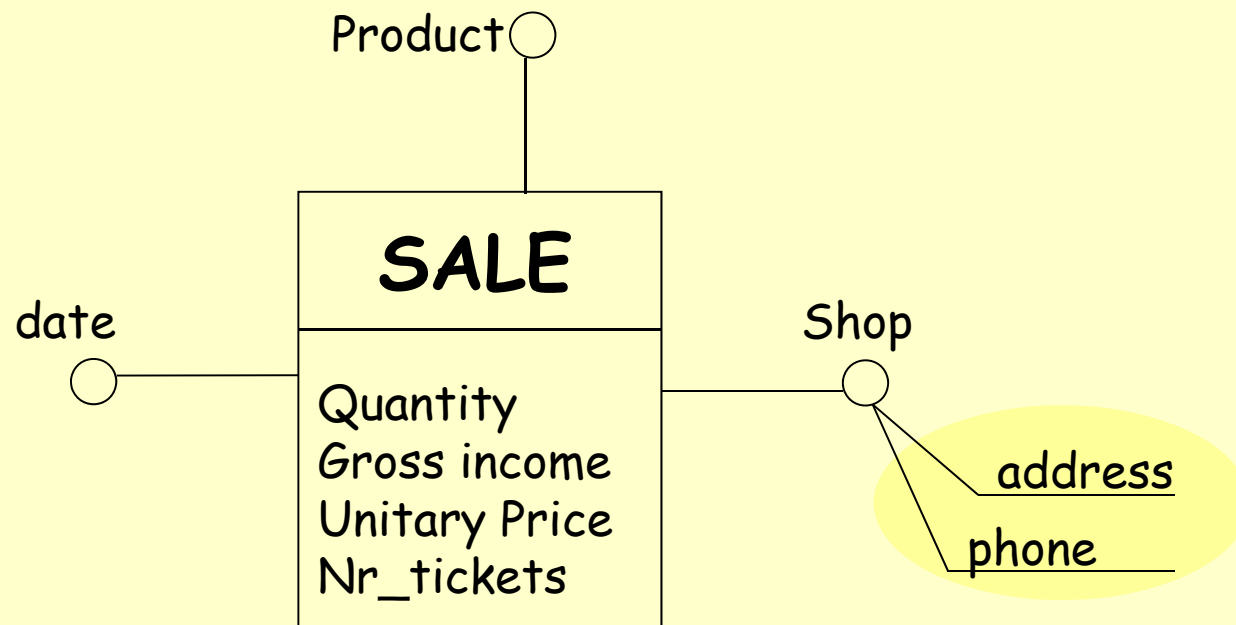 Product
SALE
date
Shop
Quantity
Gross income
Unitary Price
Nr_tickets
address
phone